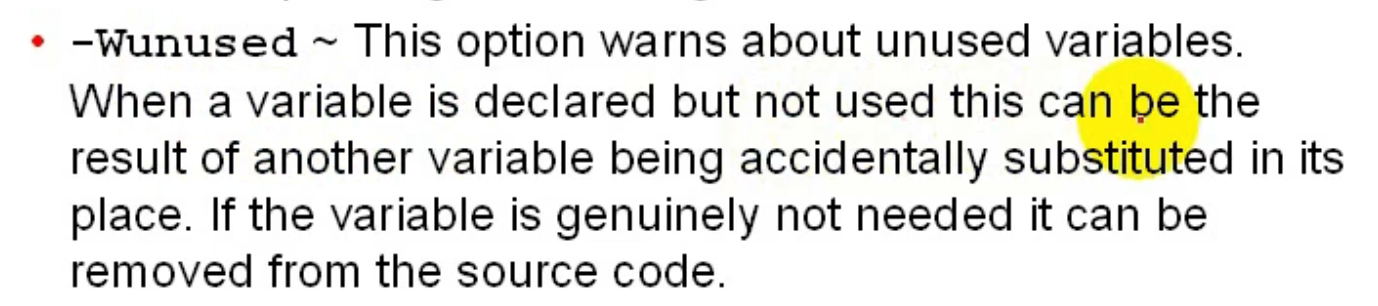 • -Wunused ~ This option warns about unused variables.
When a variable is declared but not used this can be the
result of another variable being accidentally substituted in its
place. If the variable is genuinely not needed it can be
removed from the source code.